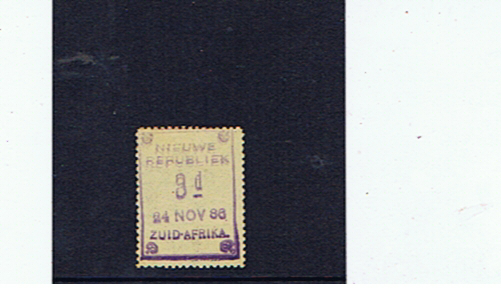 NIEUWE
REPUBLIEK
3d
24 NOV 86
ZUID-AFRIKA.